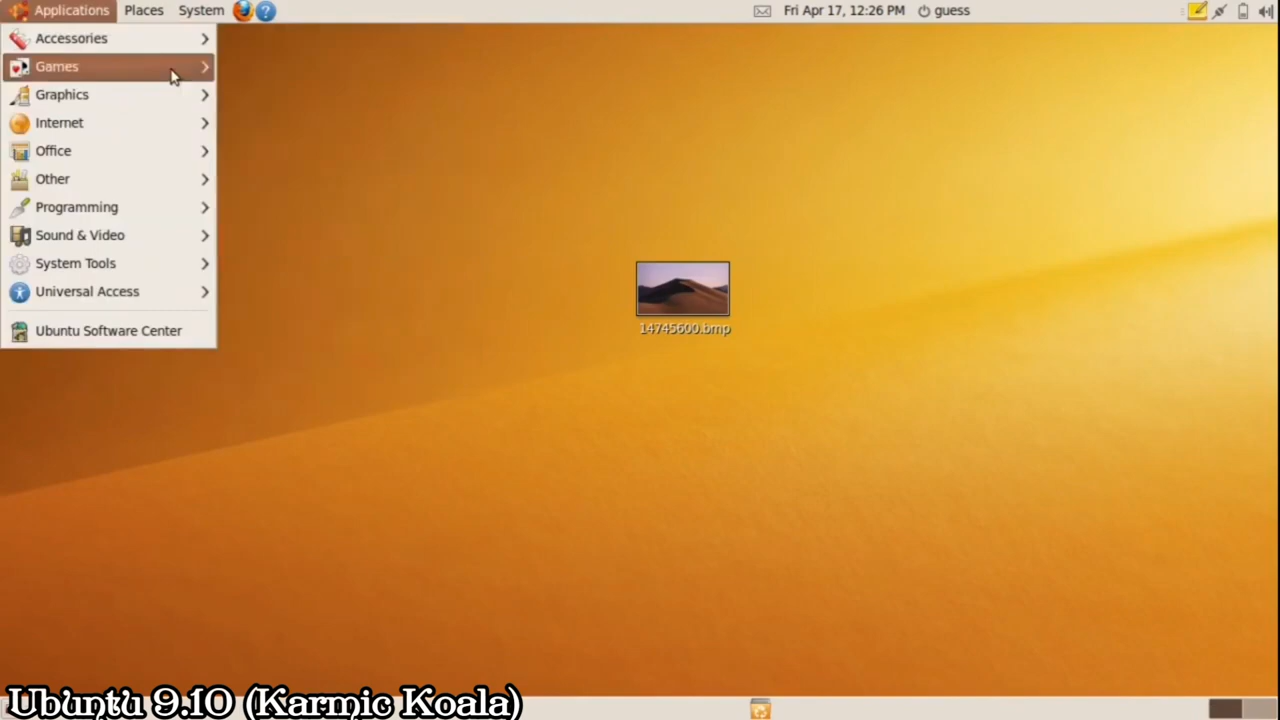 Applications Places System Fri Apr 17, 12:26 PM guess
Accessories
Games
Graphics
Internet
Office
Other
Programming
Sound & Video
System Tools
Universal Access
Ubuntu Software Center
14745600.bmp
Ubuntu 9.10 (Karmic Koala)